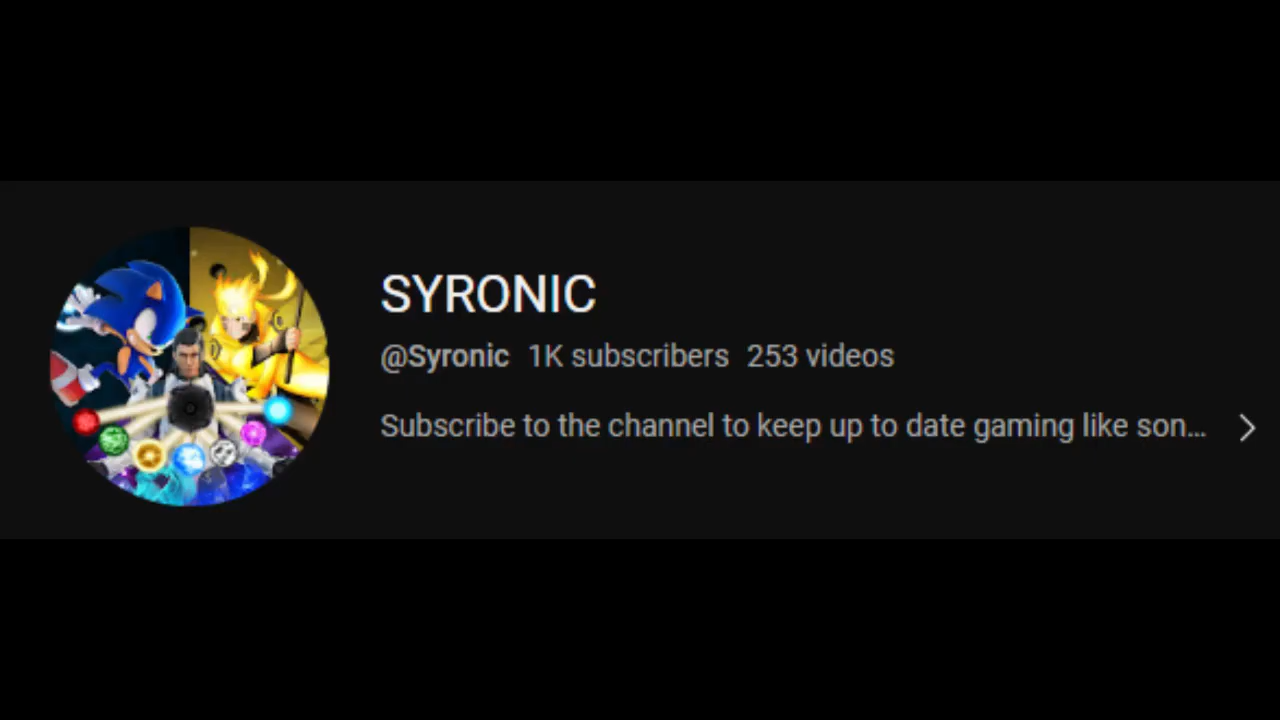 SYRONIC
@Syronic 1K subscribers 253 videos
Subscribe to the channel to keep up to date gaming like son...